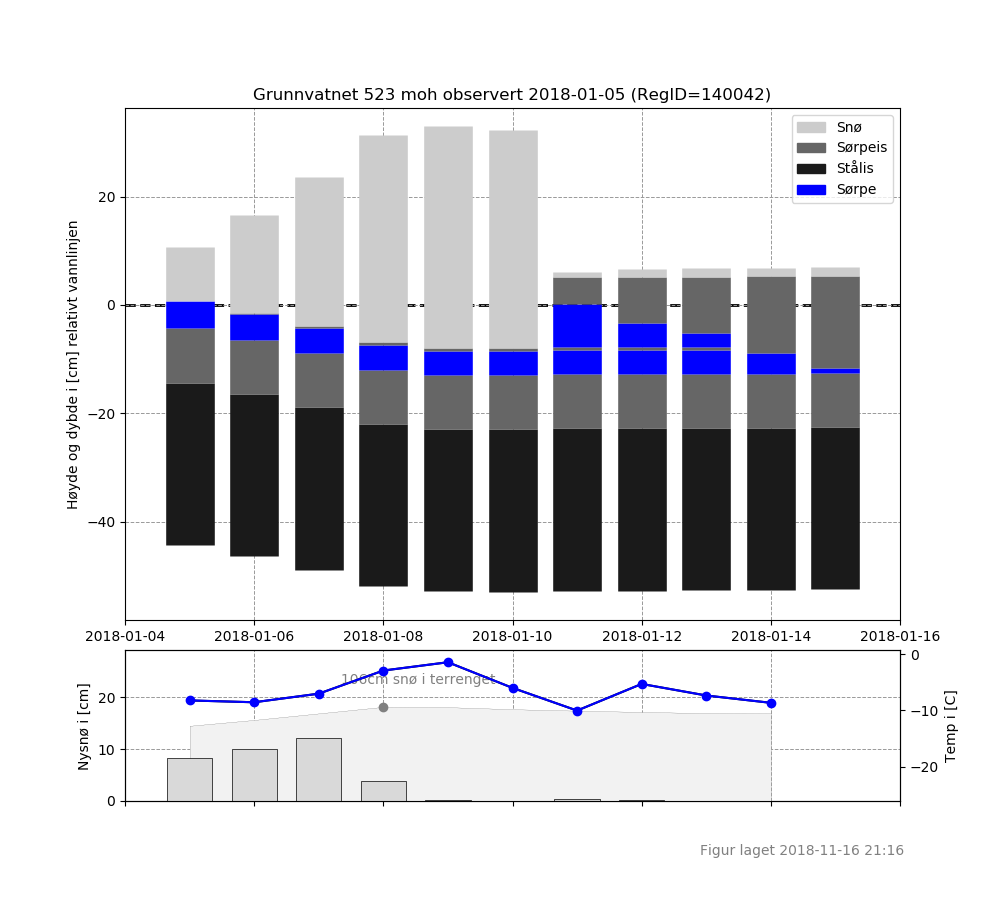 Grunnvatnet 523 moh observert 2018-01-05 (RegID=140042)
Snø
Sørpeis
Stålis
Sørpe
Høyde og dybde i [cm] relativt vannlinjen
20
0
−20
−40
2018-01-04 2018-01-06 2018-01-08 2018-01-10 2018-01-12 2018-01-14 2018-01-16
106cm snø i terrenget
Nysnø i [cm]
20
10
0
Temp i [C]
0
−10
−20
Figur laget 2018-11-16 21:16